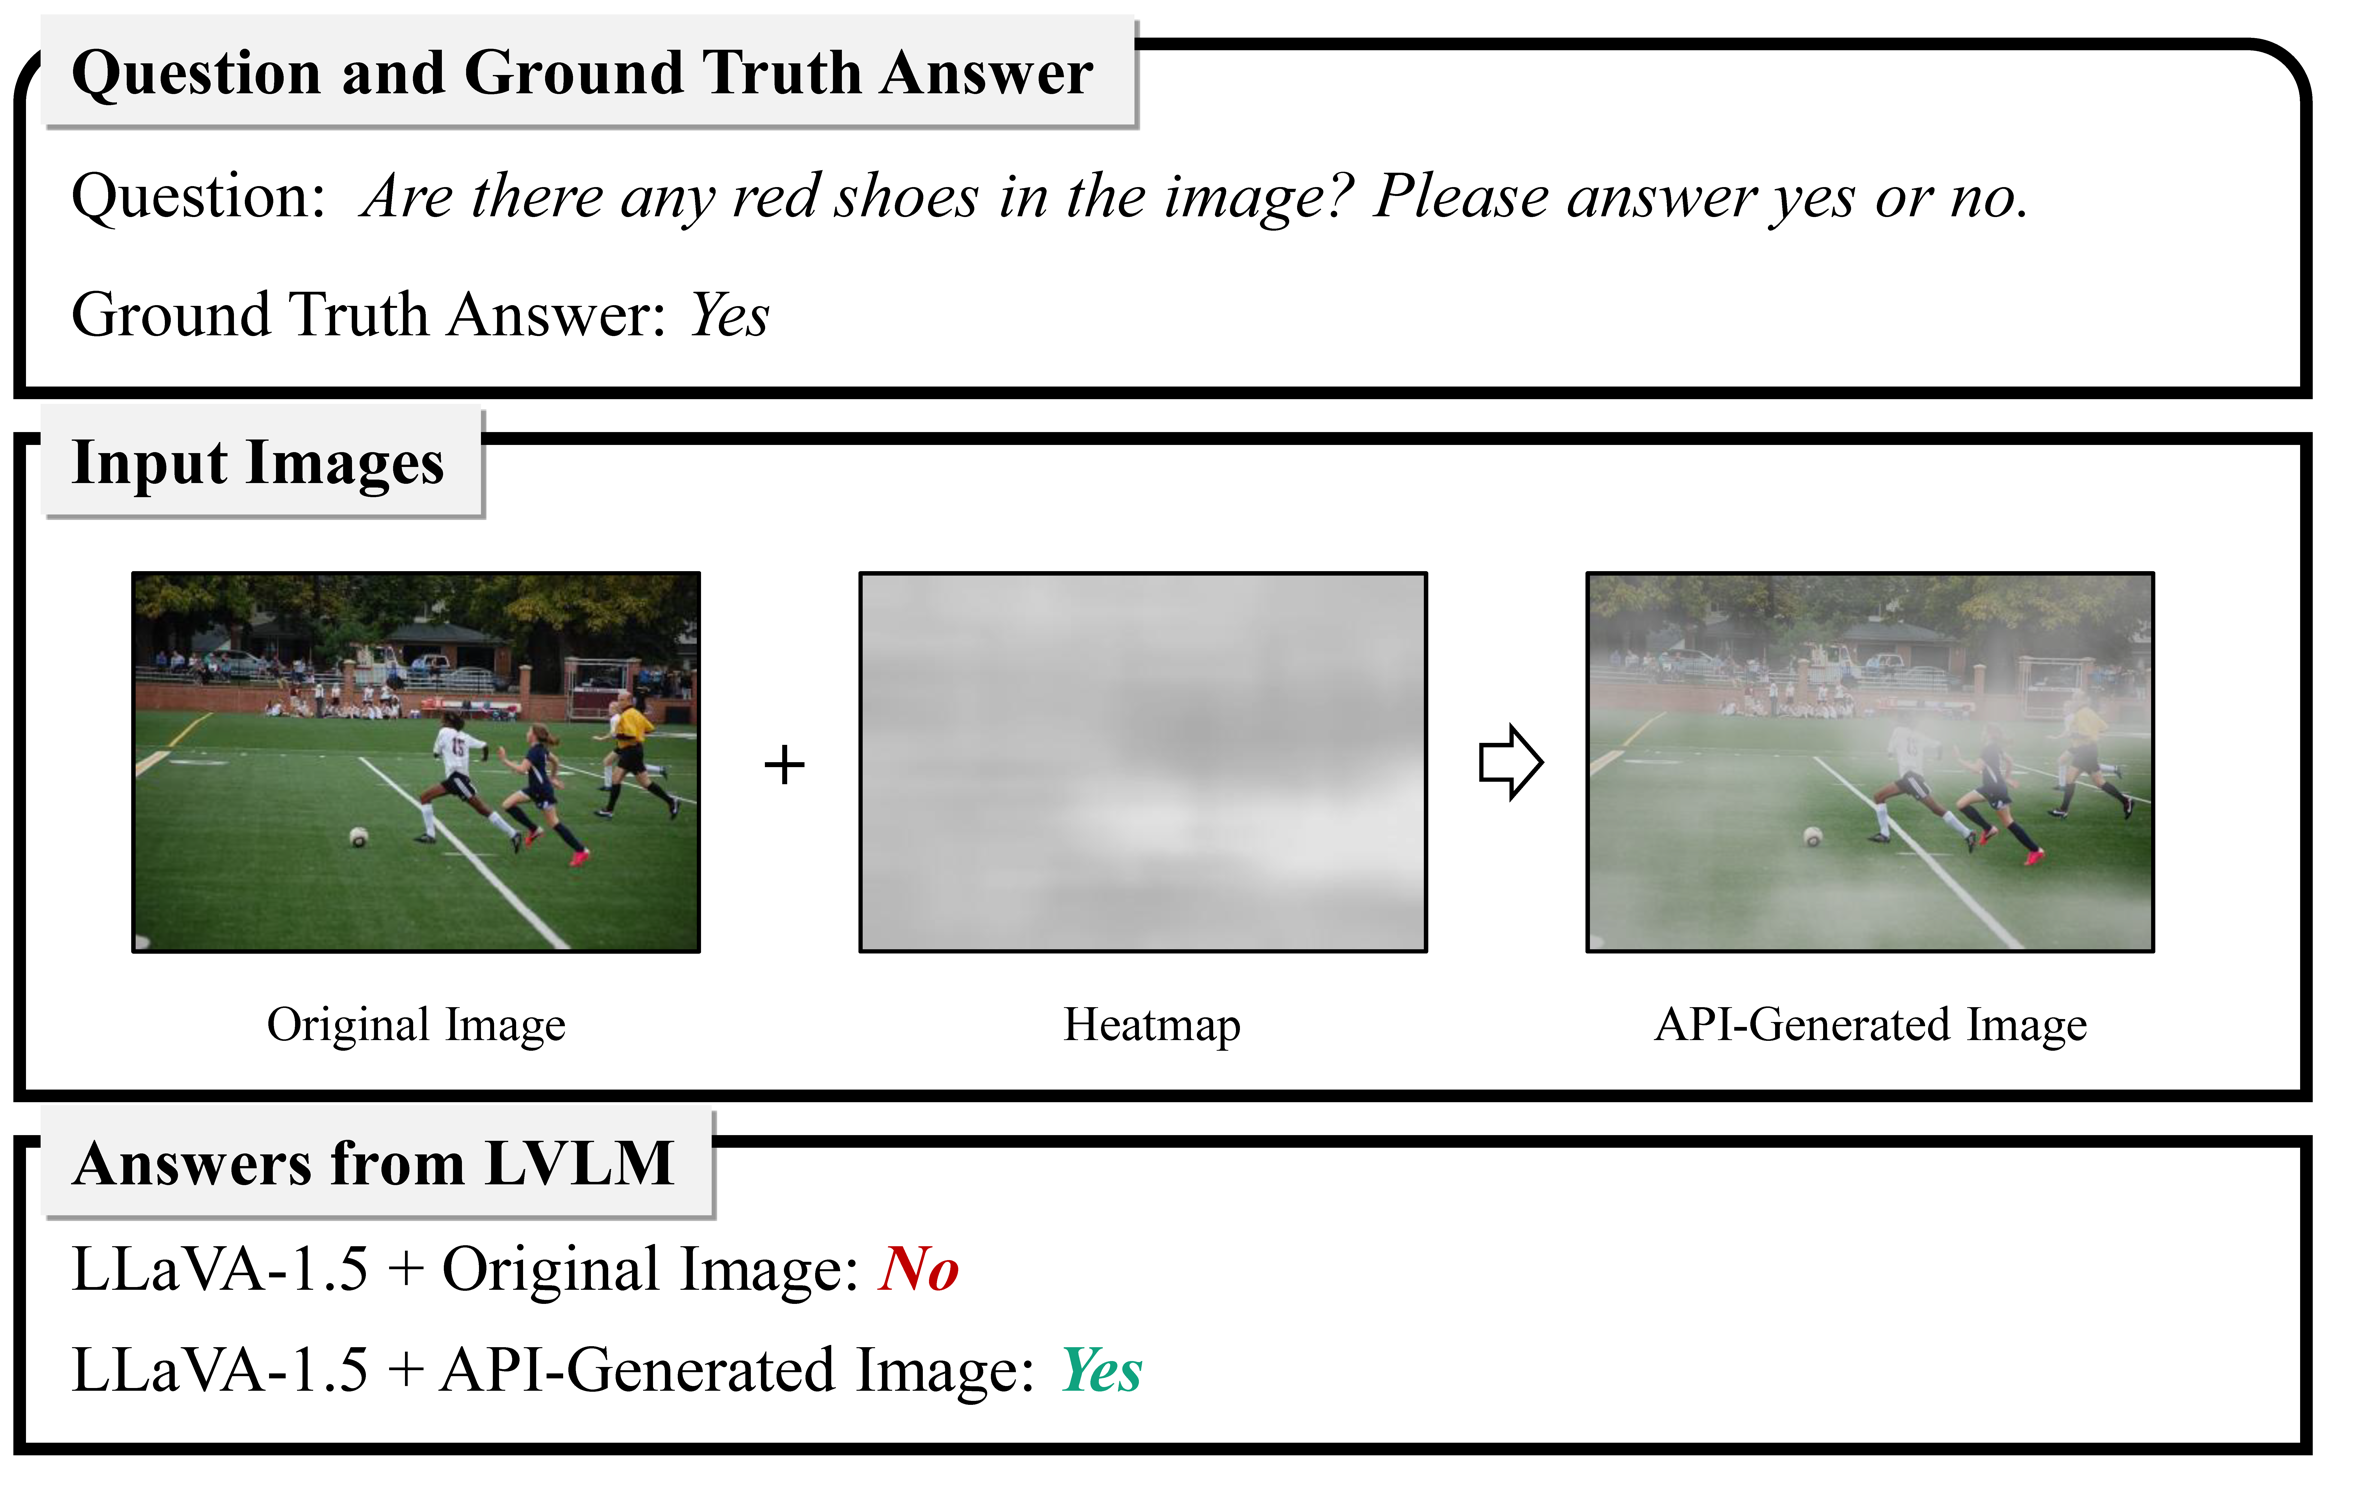 Question and Ground Truth Answer
Question: Are there any red shoes in the image? Please answer yes or no.
Ground Truth Answer: Yes
Input Images
15
+
Original Image
Heatmap
API-Generated Image
Answers from LVLM
LLaVA-1.5 + Original Image: No
LLaVA-1.5 + API-Generated Image: Yes